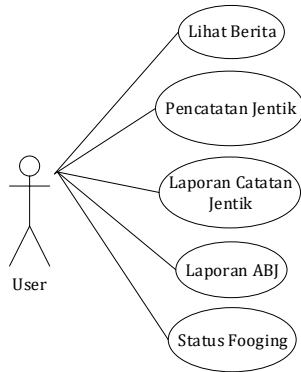 Lihat Berita
Pencatatan Jentik
Laporan Catatan
Jentik
User
Laporan ABJ
Status Fooging